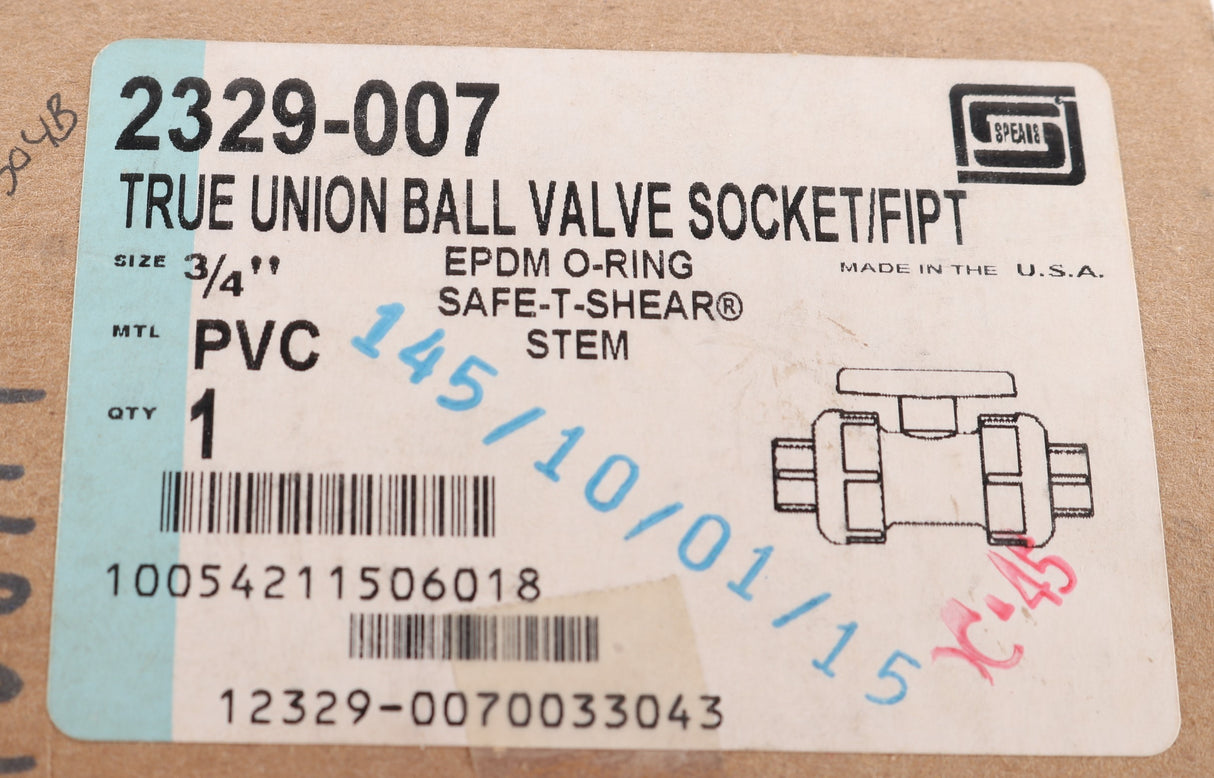 2329-007
SPEARS
TRUE UNION BALL VALVE SOCKET/FIPT
SIZE 3/4" EPDM O-RING MADE IN THE U.S.A.
SAFE-T-SHEAR®
MTL PVC STEM
QTY 1
145/10/01/15
10054211506018
12329-0070033043